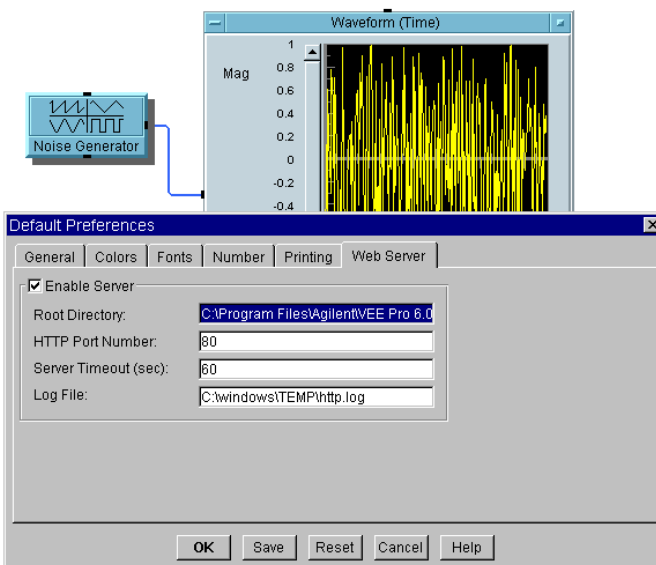 Waveform (Time)
Mag
1
0.8
0.6
0.4
0.2
0
-0.2
-0.4
Noise Generator
Default Preferences
General Colors Fonts Number Printing Web Server
Enable Server
Root Directory: C:\Program Files\Agilent\VEE Pro 6.0
HTTP Port Number: 80
Server Timeout (sec): 60
Log File: C:\windows\TEMP\http.log
OK Save Reset Cancel Help